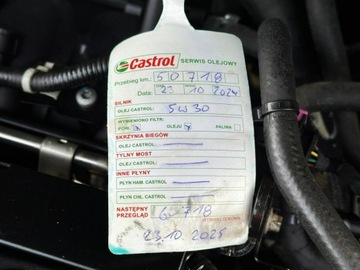 Castrol SERWIS OLEJOWY
Przebieg km.: 50718
Data: 23 10 2024
SILNIK
OLEJ CASTROL: 5W30
WYMIENIONO FILTR:
POW. OLEJU PALIWA
SKRZYNIA BIEGÓW
OLEJ CASTROL:
TYLNY MOST
OLEJ CASTROL:
INNE PŁYNY
PŁYN HAM. CASTROL
PŁYN CHŁ. CASTROL
NASTĘPNY
PRZEGLĄD
23.10.2025